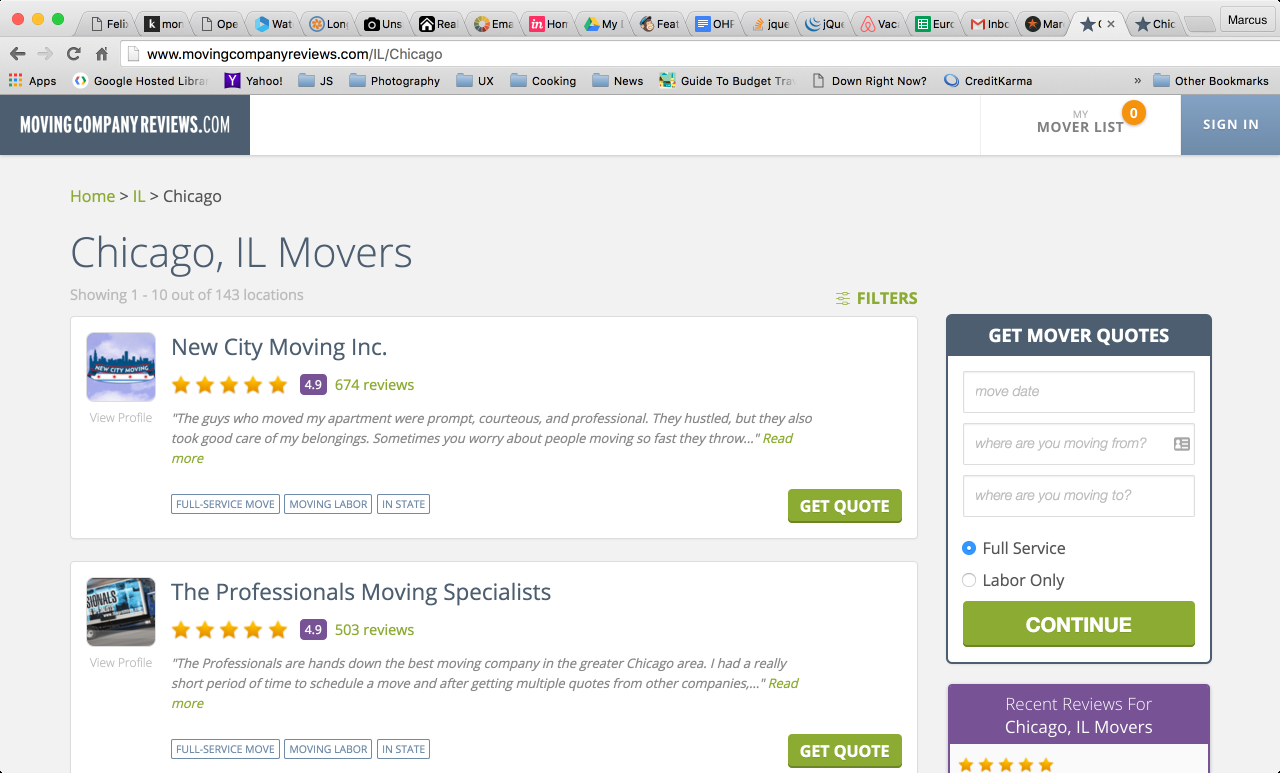 Feli
mor
Ope
Wat
Lon
Uns
Rea
Ema
Hon
My
Feat
OHF
jque
jQue
Vac
Euro
Inbo
Mar
Chic
Marcus
www.movingcompanyreviews.com/IL/Chicago
Apps
Google Hosted Librar
Yahoo!
JS
Photography
UX
Cooking
News
Guide To Budget Tra
Down Right Now?
CreditKarma
»
Other Bookmarks
MOVINGCOMPANYREVIEWS.COM
MY
MOVER LIST
0
SIGN IN
Home > IL > Chicago
Chicago, IL Movers
Showing 1 - 10 out of 143 locations
FILTERS
NEW CITY MOVING
View Profile
New City Moving Inc.
4.9 674 reviews
"The guys who moved my apartment were prompt, courteous, and professional. They hustled, but they also
took good care of my belongings. Sometimes you worry about people moving so fast they throw..." Read
more
FULL-SERVICE MOVE MOVING LABOR IN STATE
GET QUOTE
View Profile
The Professionals Moving Specialists
4.9 503 reviews
"The Professionals are hands down the best moving company in the greater Chicago area. I had a really
short period of time to schedule a move and after getting multiple quotes from other companies,..." Read
more
FULL-SERVICE MOVE MOVING LABOR IN STATE
GET QUOTE
GET MOVER QUOTES
move date
where are you moving from?
where are you moving to?
Full Service
Labor Only
CONTINUE
Recent Reviews For
Chicago, IL Movers